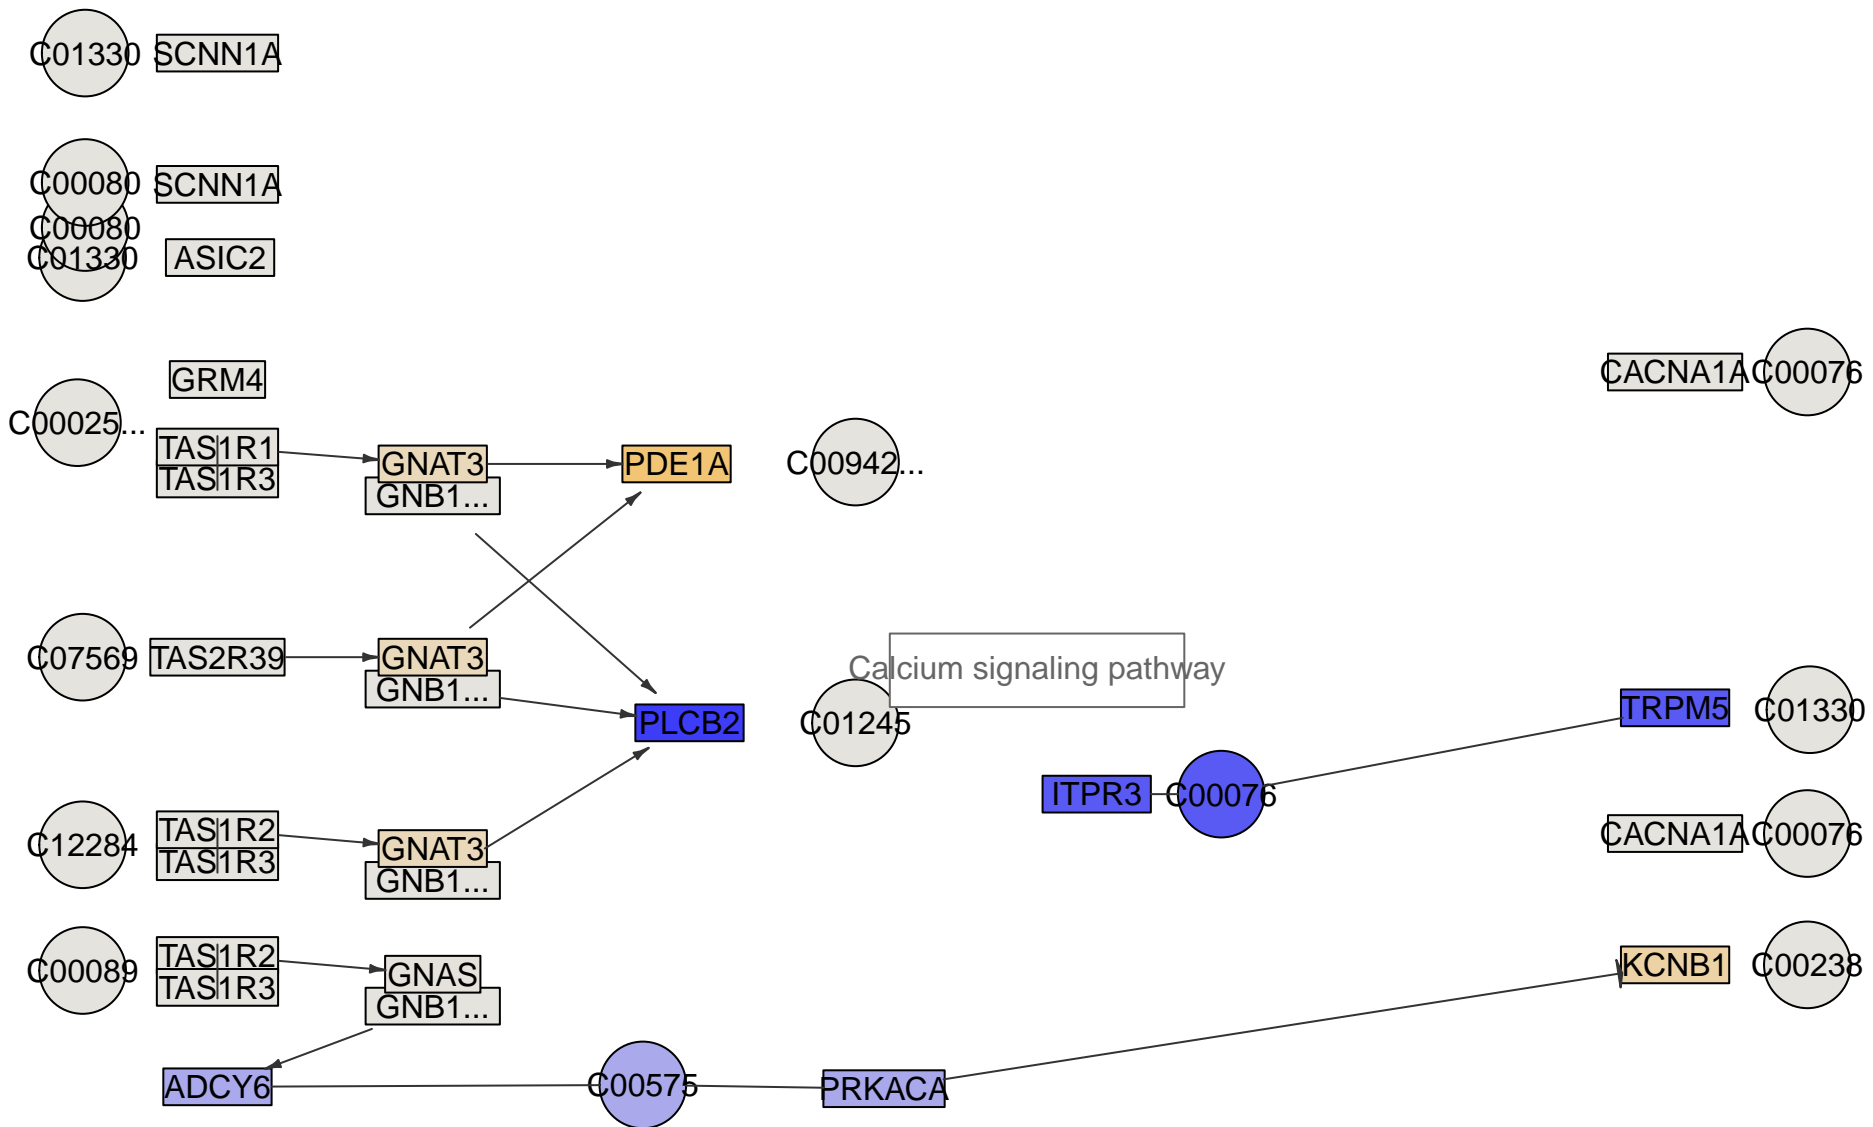 C01330 SCNN1A
C00080 SCNN1A
C00080
C01330 ASIC2
GRM4
CACNA1A C00076
C00025...
TAS1R1
GNAT3 PDE1A C00942...
TAS1R3
GNB1...
C07569 TAS2R39 GNAT3
Calcium signaling pathway
GNB1...
TRPM5 C01330
PLCB2 C01245
ITPR3 C00076
TAS1R2
CACNA1A C00076
C12284
GNAT3
TAS1R3
GNB1...
TAS1R2
KCNB1 C00238
C00089
GNAS
TAS1R3
GNB1...
ADCY6 C00575 PRKACA